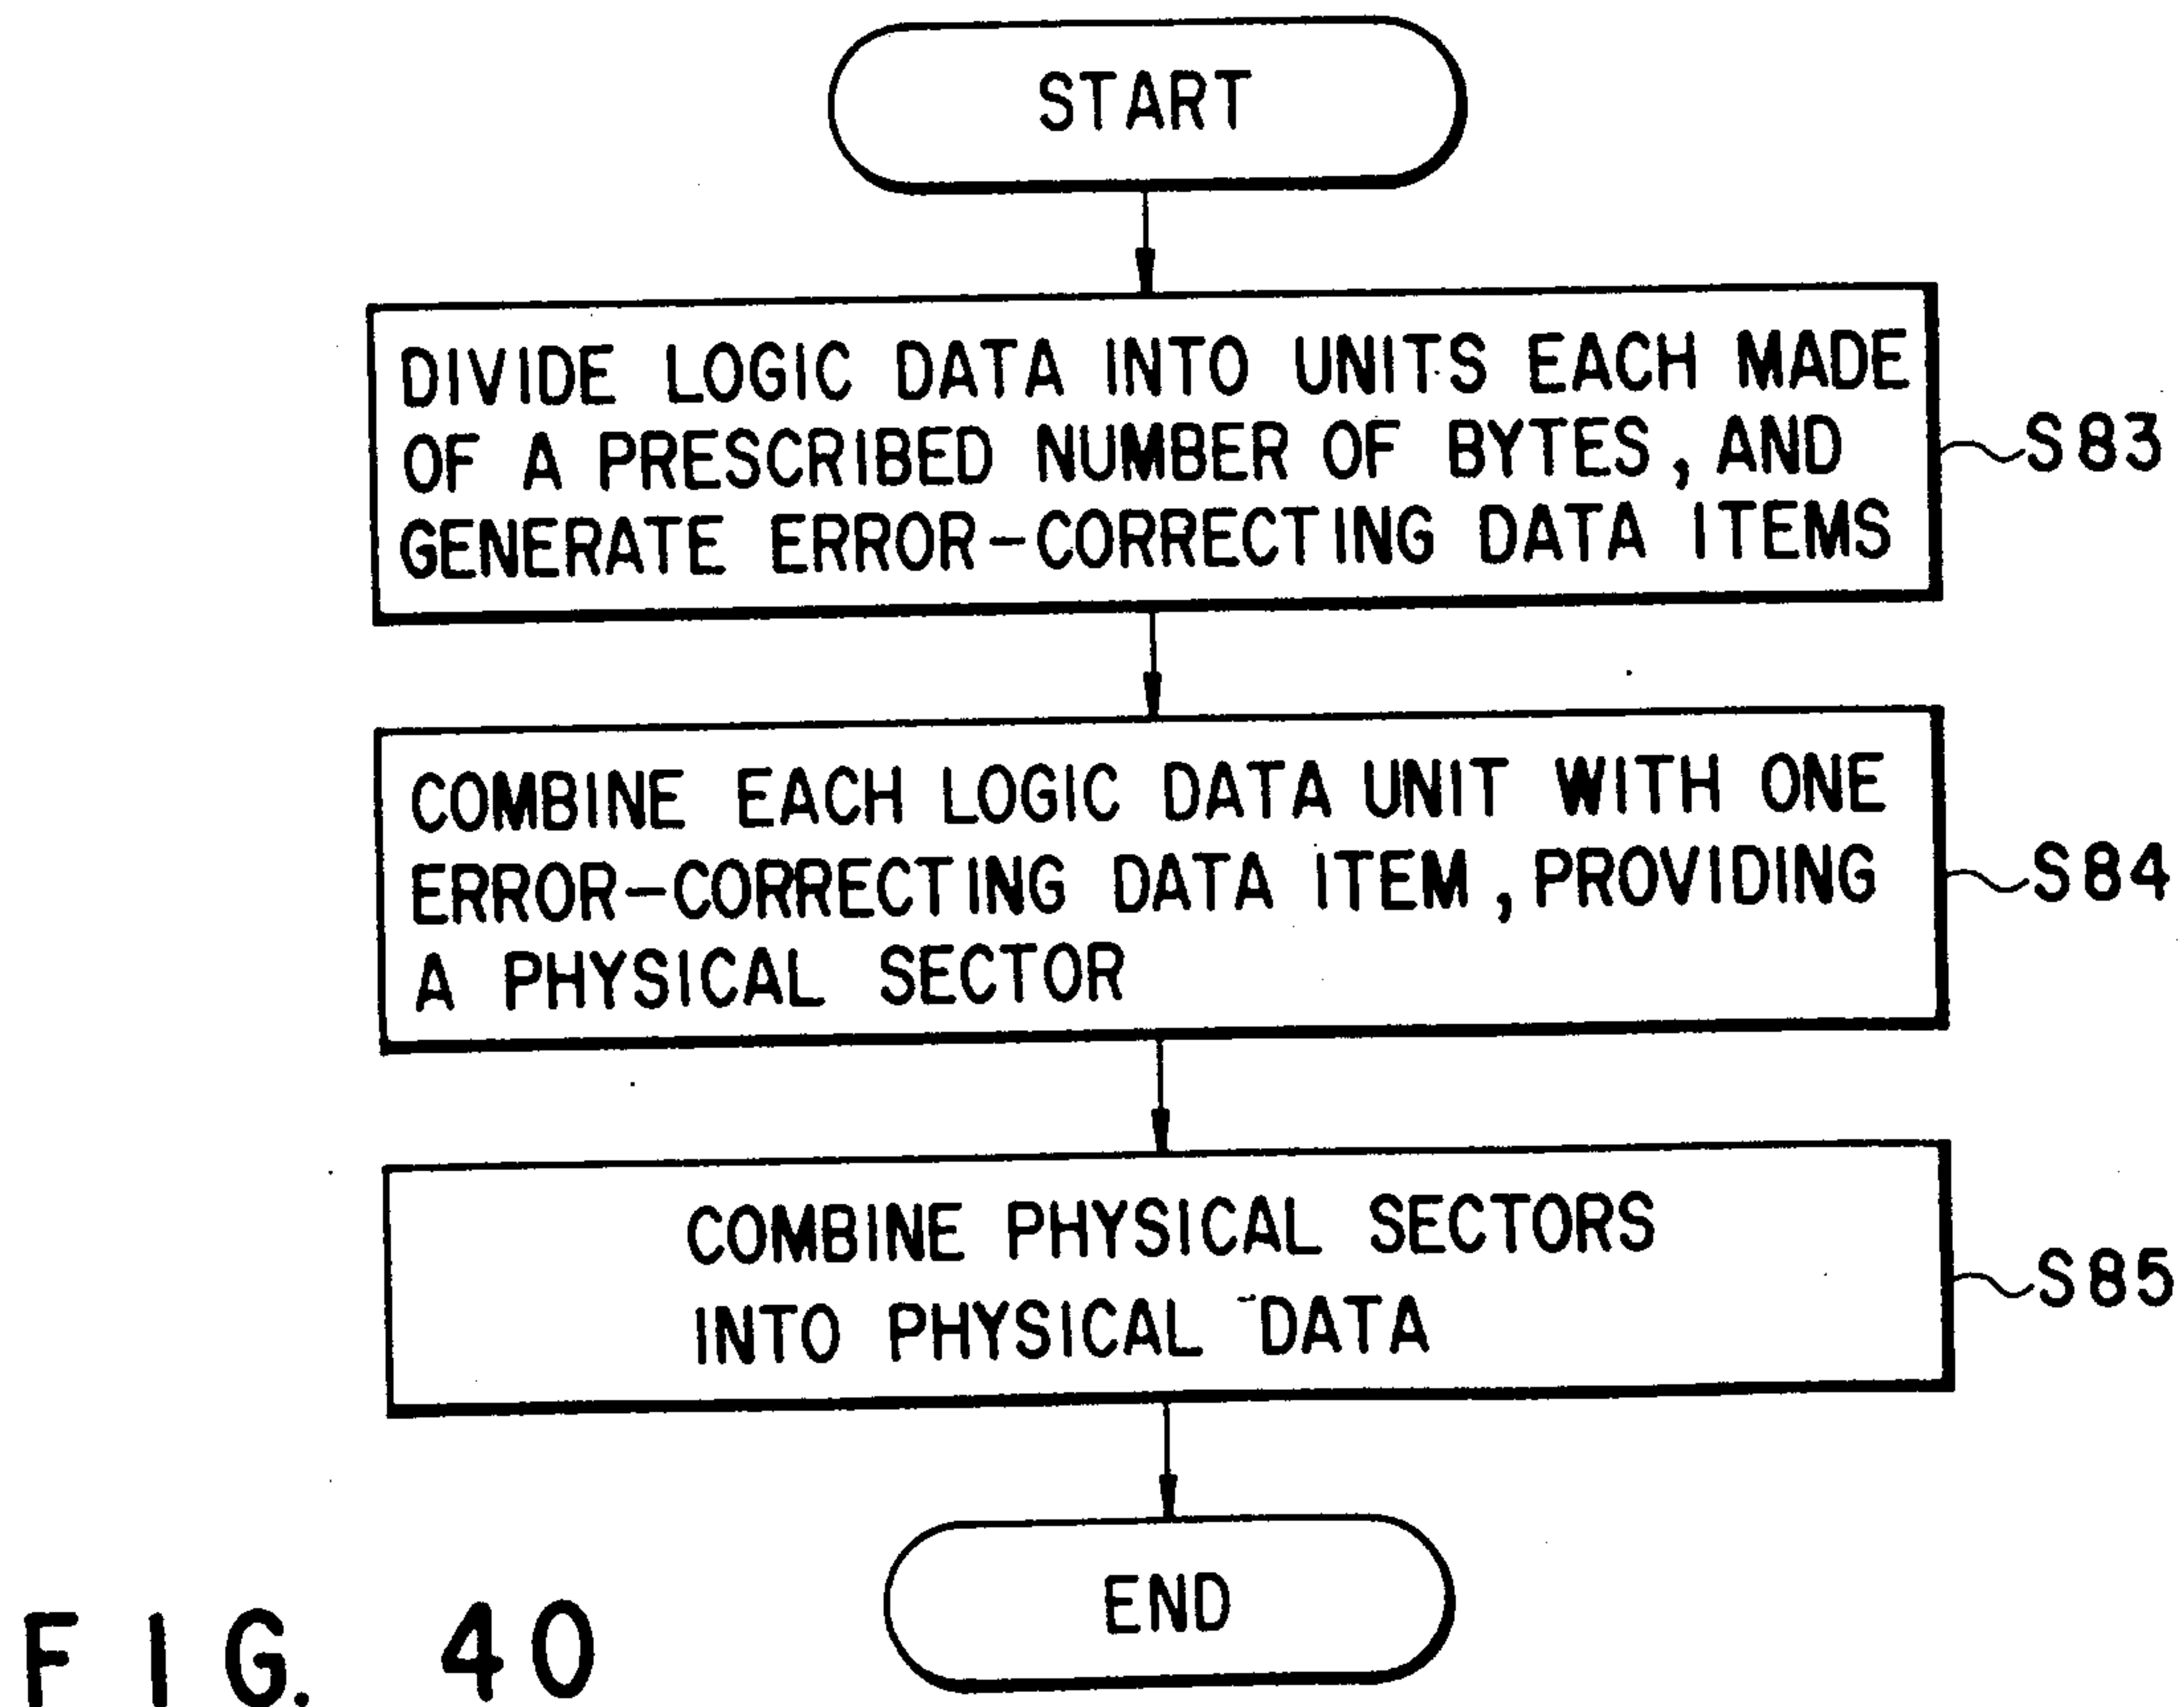 START
DIVIDE LOGIC DATA INTO UNITS EACH MADE
OF A PRESCRIBED NUMBER OF BYTES, AND
GENERATE ERROR-CORRECTING DATA ITEMS
S83
COMBINE EACH LOGIC DATA UNIT WITH ONE
ERROR-CORRECTING DATA ITEM, PROVIDING
A PHYSICAL SECTOR
S84
COMBINE PHYSICAL SECTORS
INTO PHYSICAL DATA
S85
END
FIG. 40